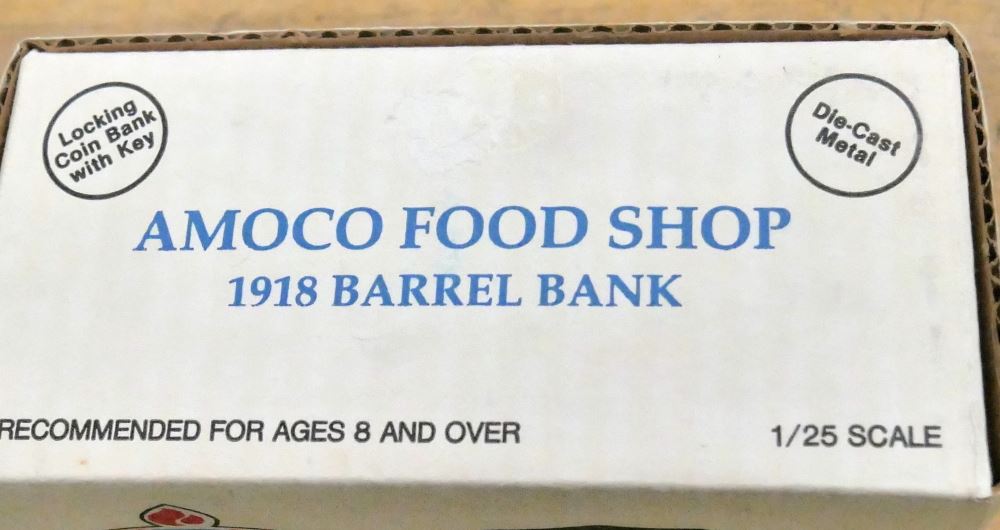 Locking
Coin Bank
with Key
Die-Cast
Metal
AMOCO FOOD SHOP
1918 BARREL BANK
RECOMMENDED FOR AGES 8 AND OVER
1/25 SCALE